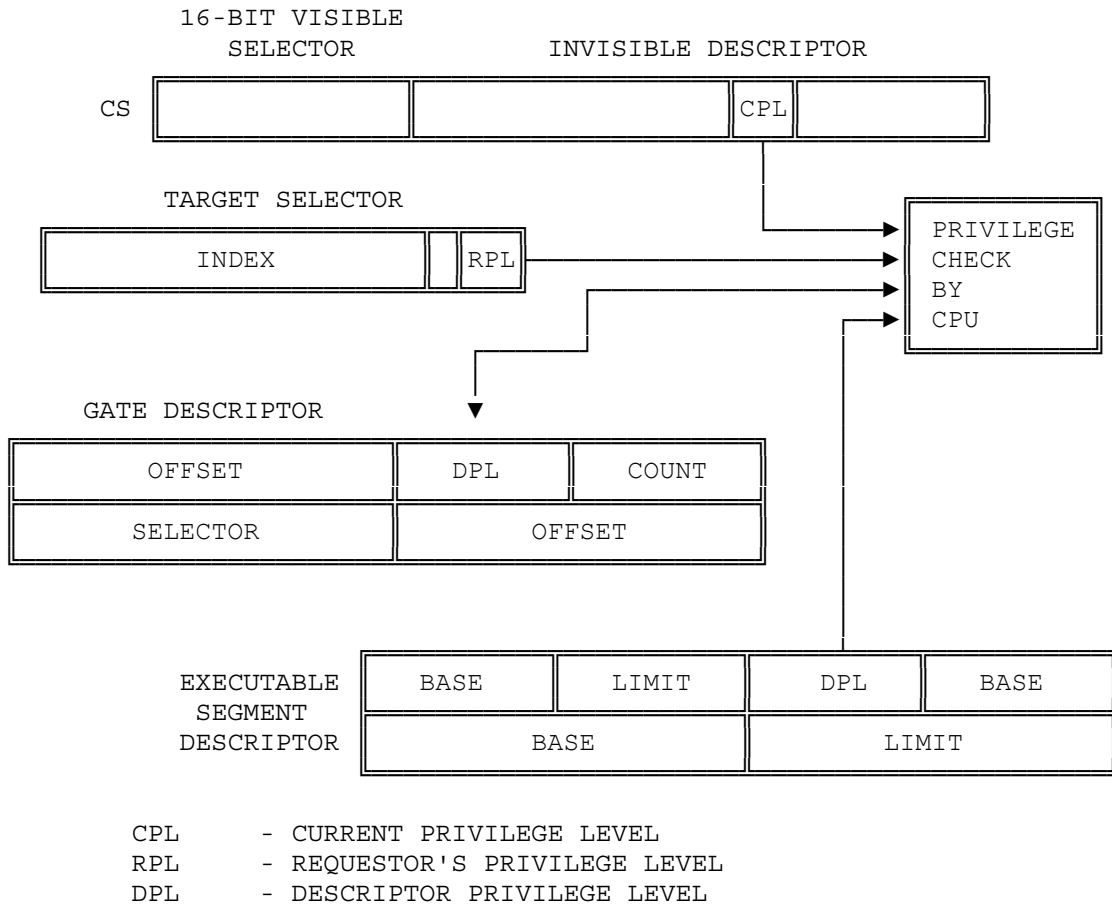 16-BIT VISIBLE
SELECTOR INVISIBLE DESCRIPTOR
CS CPL
TARGET SELECTOR
INDEX RPL
PRIVILEGE
CHECK
BY
CPU
GATE DESCRIPTOR
OFFSET DPL COUNT
SELECTOR OFFSET
EXECUTABLE
SEGMENT
DESCRIPTOR
BASE LIMIT DPL BASE
BASE LIMIT
CPL - CURRENT PRIVILEGE LEVEL
RPL - REQUESTOR'S PRIVILEGE LEVEL
DPL - DESCRIPTOR PRIVILEGE LEVEL